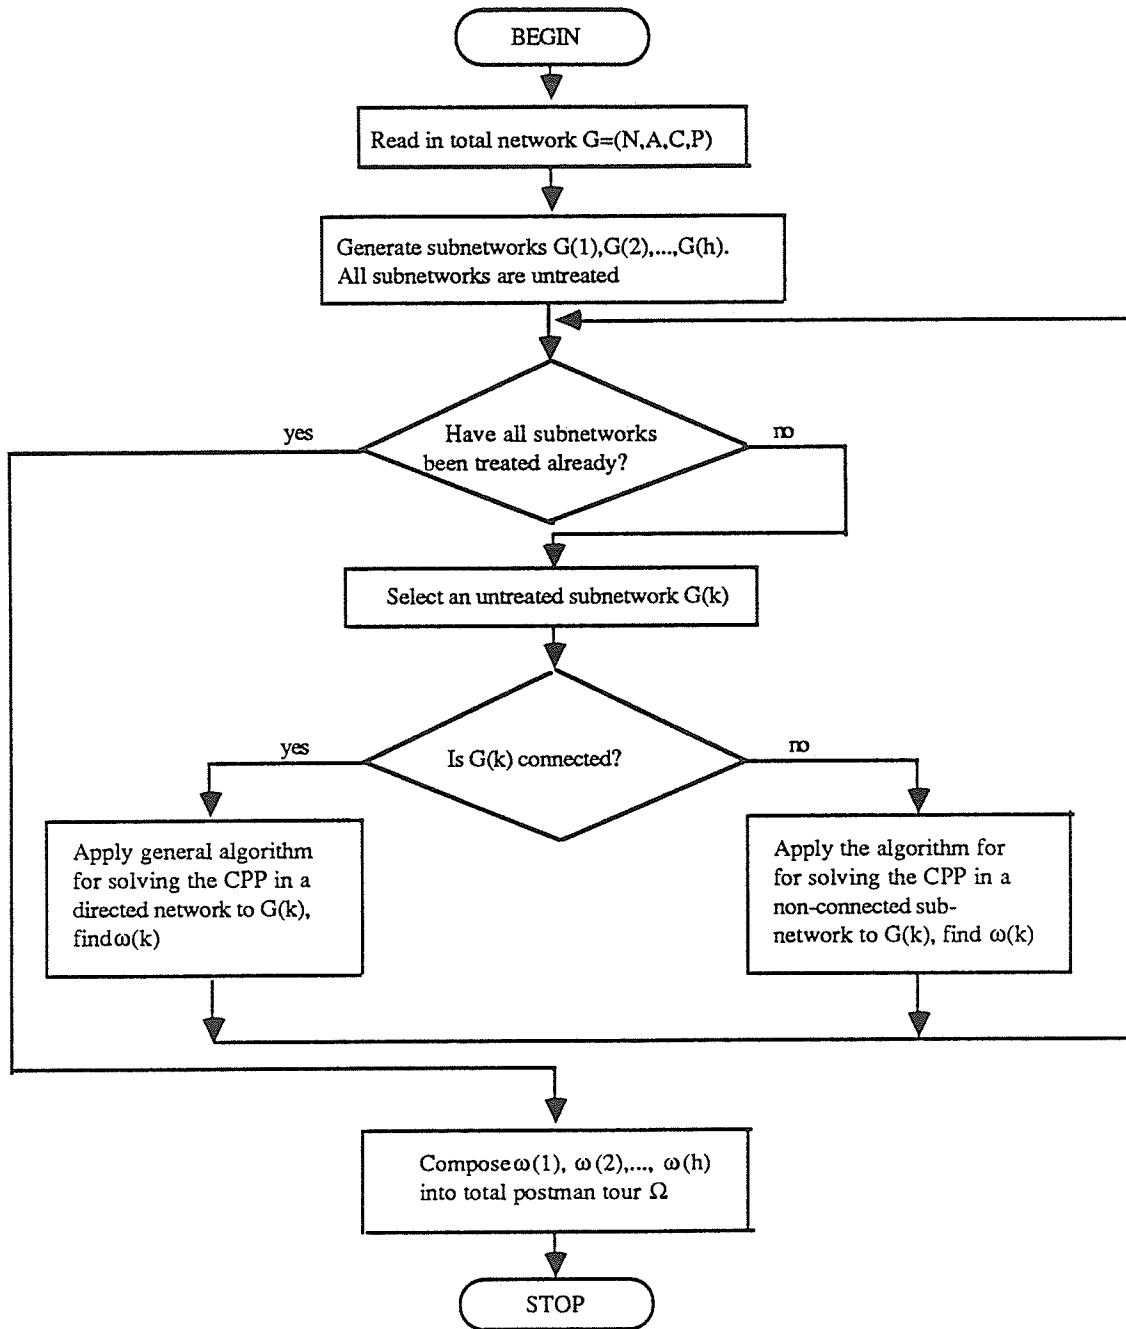 BEGIN
Read in total network G=(N,A,C,P)
Generate subnetworks G(1),G(2),...,G(h).
All subnetworks are untreated
yes
Have all subnetworks
been treated already?
no
Select an untreated subnetwork G(k)
yes
Is G(k) connected?
no
Apply general algorithm
for solving the CPP in a
directed network to G(k),
find ω(k)
Apply the algorithm for
for solving the CPP in a
non-connected sub-
network to G(k), find ω(k)
Compose ω(1), ω(2),..., ω(h)
into total postman tour Ω
STOP